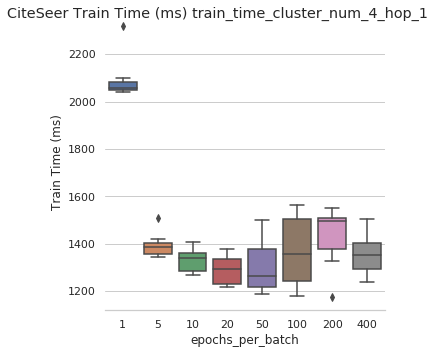 CiteSeer Train Time (ms) train_time_cluster_num_4_hop_1
2200
2000
1800
1600
1400
1200
Train Time (ms)
1 5 10 20 50 100 200 400
epochs_per_batch